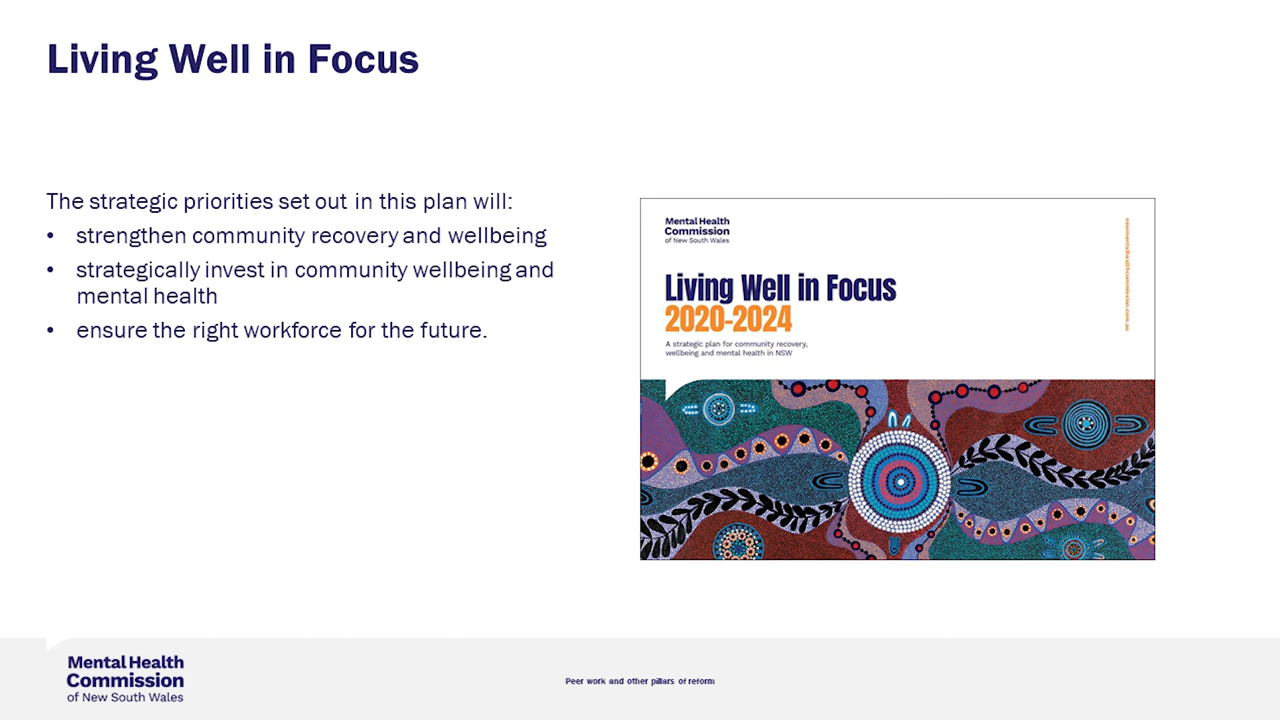 Living Well in Focus
The strategic priorities set out in this plan will:
• strengthen community recovery and wellbeing
• strategically invest in community wellbeing and
mental health
• ensure the right workforce for the future.
Mental Health
Commission
of New South Wales
Living Well in Focus
2020-2024
A strategic plan for community recovery,
wellbeing and mental health in NSW
nswmentalhealthcommission.com.au
Mental Health
Commission
of New South Wales
Peer work and other pillars of reform